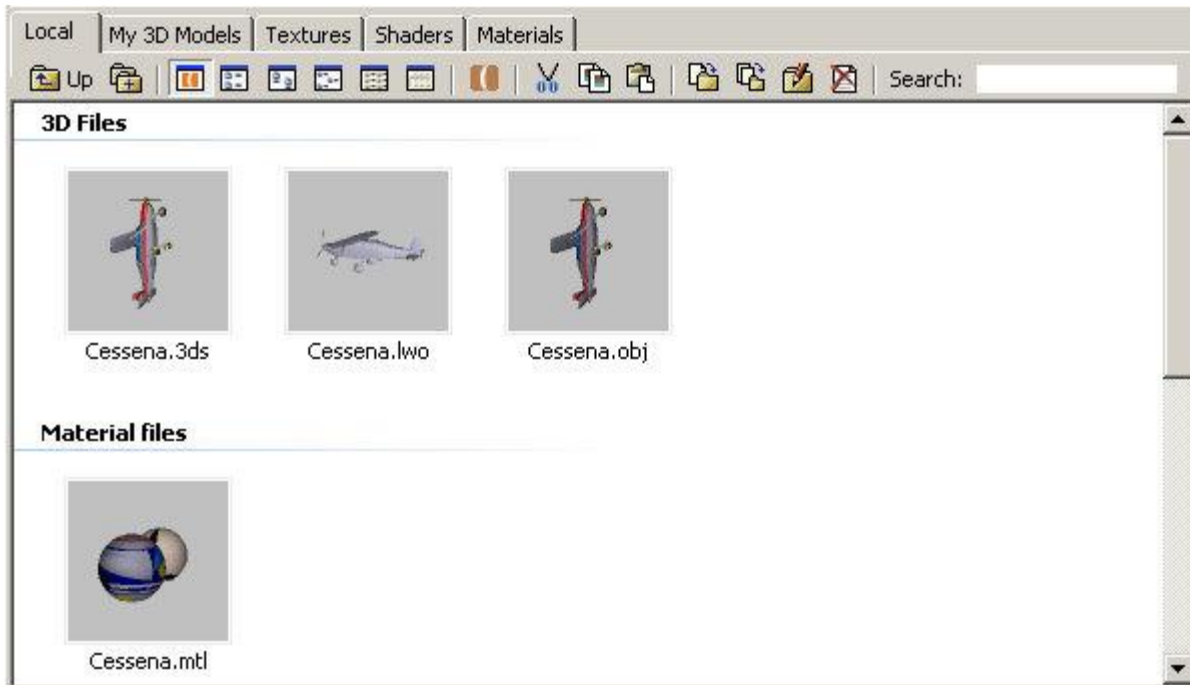 Local My 3D Models Textures Shaders Materials
Up Search:
3D Files
Cessena.3ds Cessena.lwo Cessena.obj
Material files
Cessena.mtl